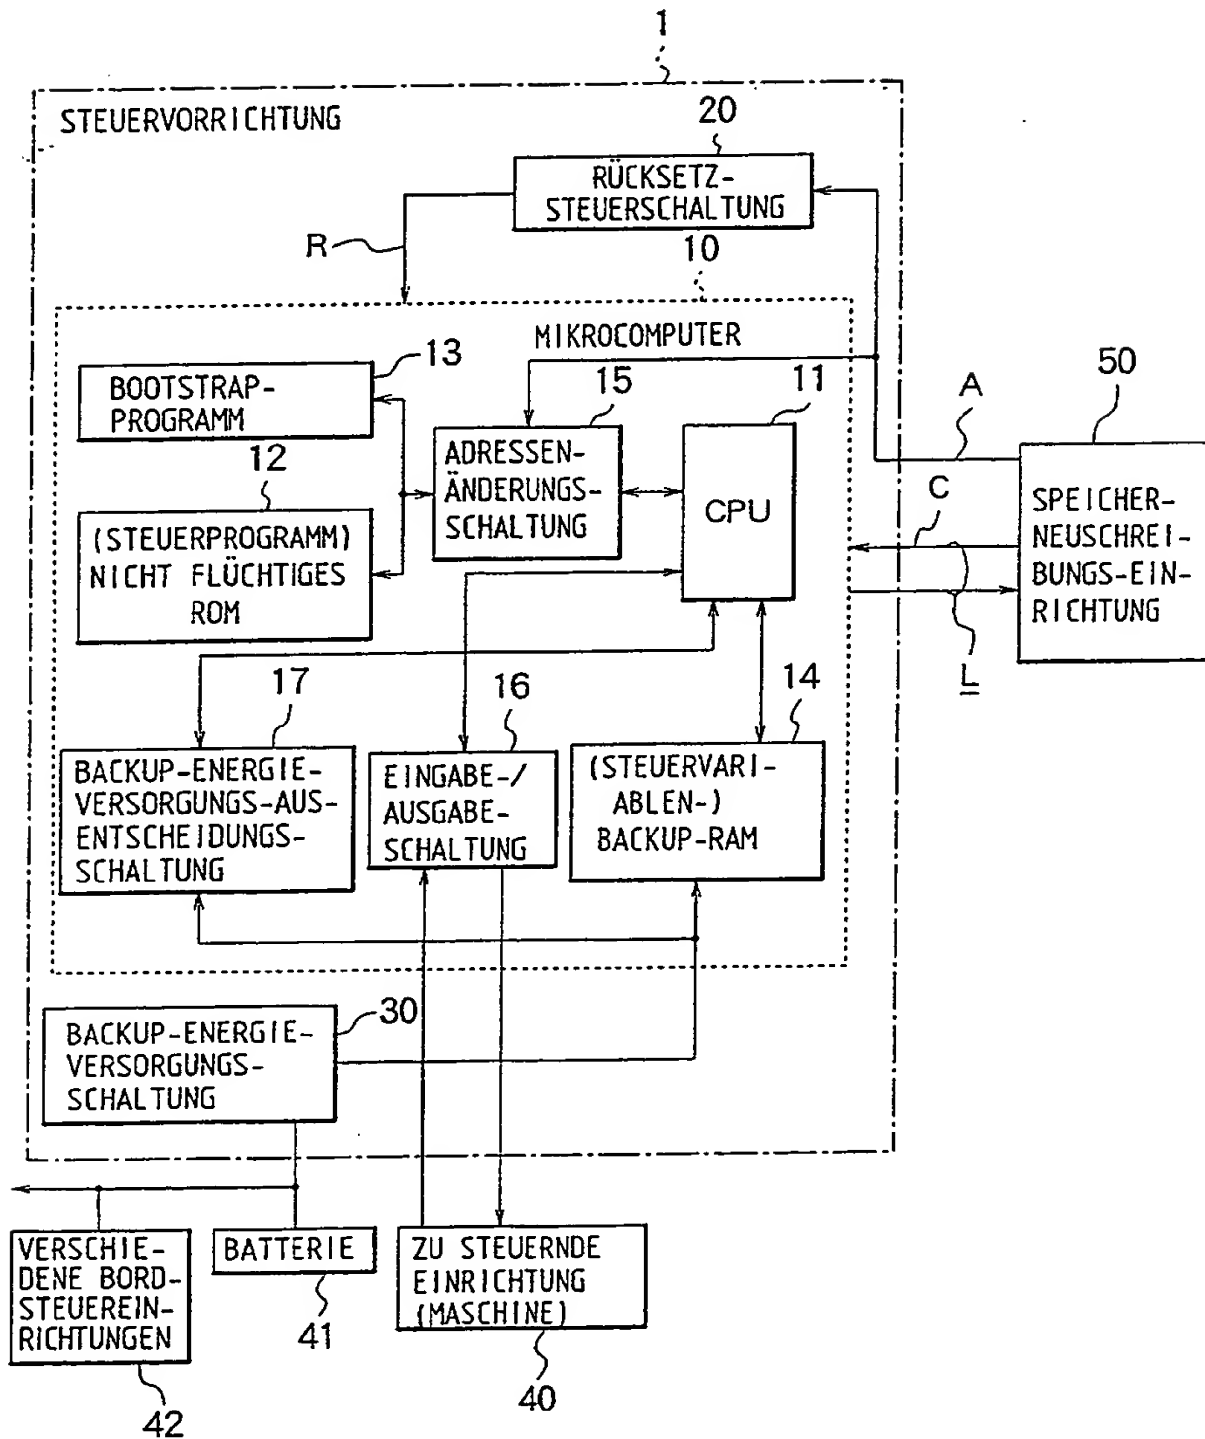 1
STEUERVORRICHTUNG
20
RÜCKSETZ-
STEUERSCHALTUNG
R
10
MIKROCOMPUTER
13
BOOTSTRAP-
PROGRAMM
15
11
ADRESSEN-
ÄNDERUNGS-
SCHALTUNG
CPU
12
(STEUERPROGRAMM)
NICHT FLÜCHTIGES
ROM
A
C
L
50
SPEICHER-
NEUSCHREI-
BUNGS-EIN-
RICHTUNG
17
BACKUP-ENERGIE-
VERSORGUNGS-AUS-
ENTSCHEIDUNGS-
SCHALTUNG
16
EINGABE-/
AUSGABE-
SCHALTUNG
14
(STEUERVARI-
ABLEN-)
BACKUP-RAM
30
BACKUP-ENERGIE-
VERSORGUNGS-
SCHALTUNG
VERSCHIE-
DENE BORD-
STEUEREIN-
RICHTUNGEN
42
BATTERIE
41
ZU STEUERNDE
EINRICHTUNG
(MASCHINE)
40